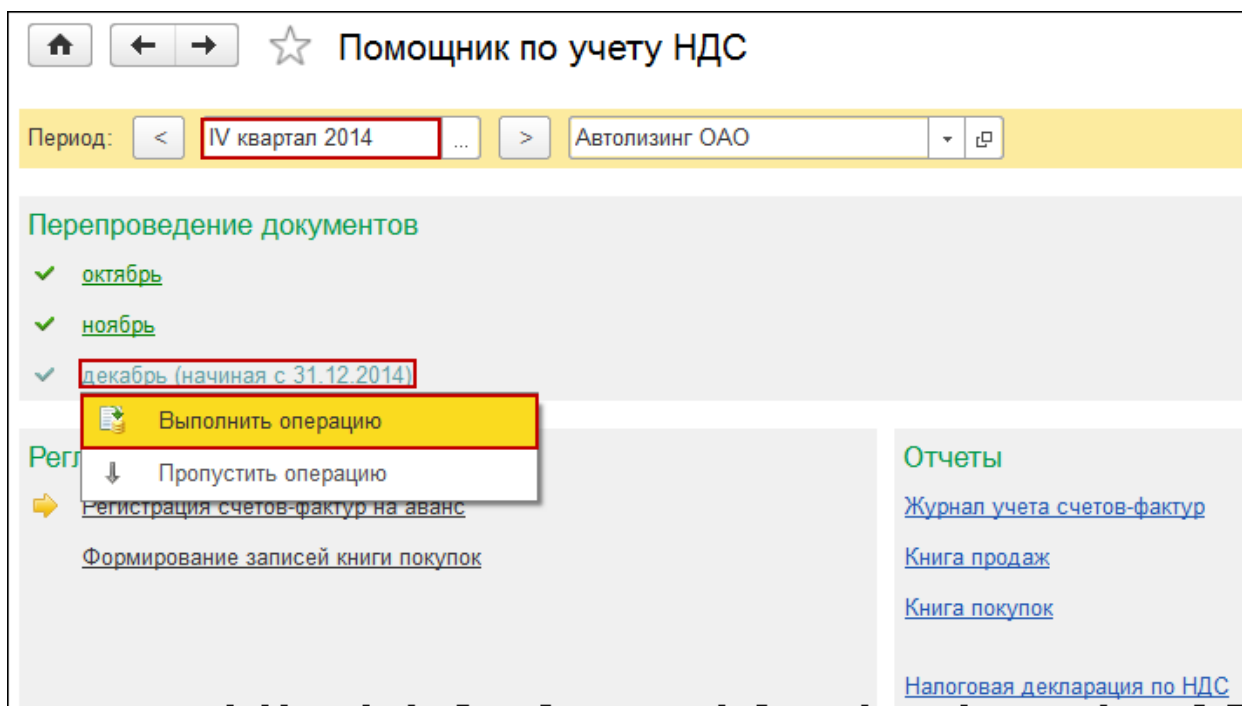 Помощник по учету НДС
Период: < IV квартал 2014 ... > Автолизинг ОАО
Перепроведение документов
октябрь
ноябрь
декабрь (начиная с 31.12.2014)
Выполнить операцию
Пропустить операцию
Регл
Регистрация счетов-фактур на аванс
Формирование записей книги покупок
Отчеты
Журнал учета счетов-фактур
Книга продаж
Книга покупок
Налоговая декларация по НДС